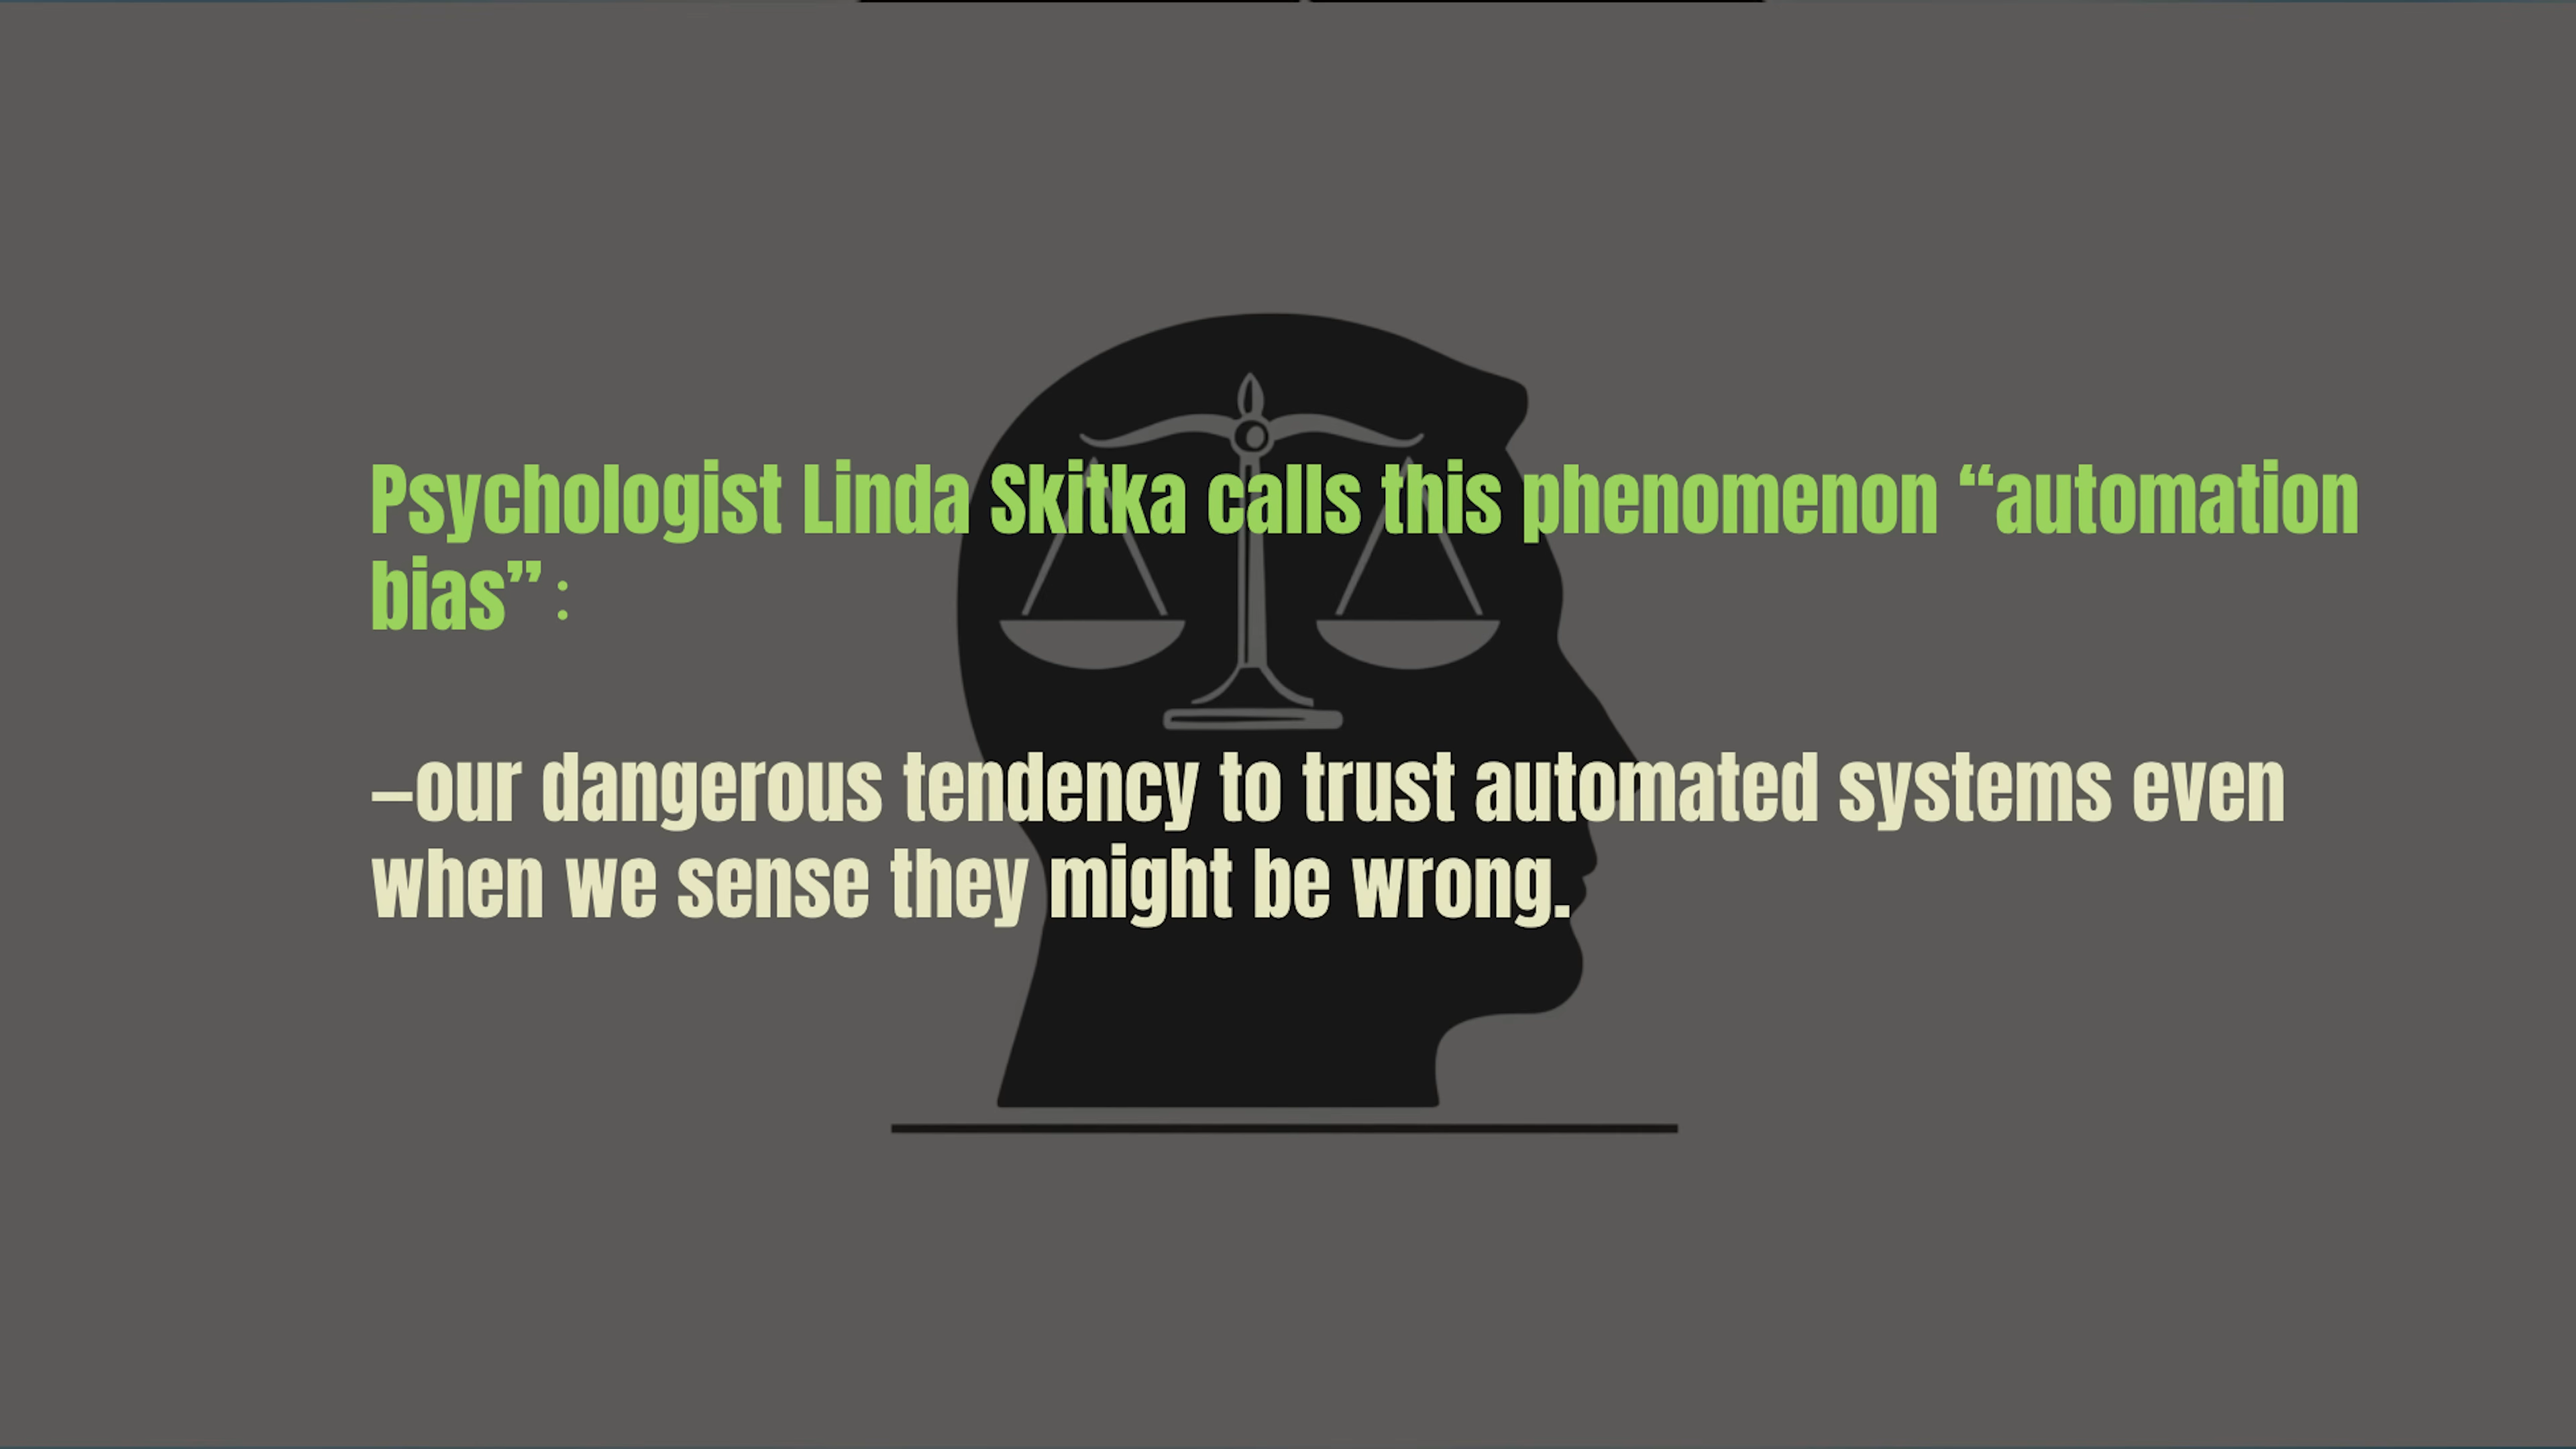 Psychologist Linda Skitka calls this phenomenon “automation
bias” :
—our dangerous tendency to trust automated systems even
when we sense they might be wrong.